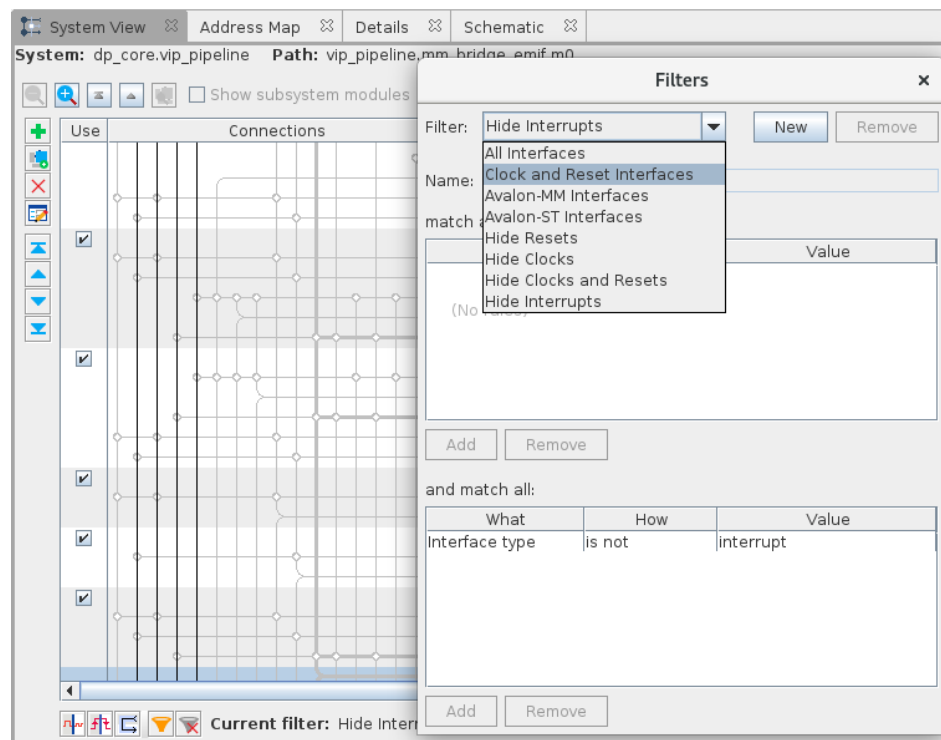 System View Address Map Details Schematic
System: dp_core.vip_pipeline Path: vip_pipeline.mm_bridge_emif.m0
Filters
Show subsystem modules
Filter: Hide Interrupts New Remove
Use Connections
All Interfaces
Clock and Reset Interfaces
Name:
Avalon-MM Interfaces
Avalon-ST Interfaces
match
Hide Resets
Value
Hide Clocks
Hide Clocks and Resets
Hide Interrupts
(No
Add Remove
and match all:
What How Value
Interface type is not interrupt
Add Remove
Current filter: Hide Inter